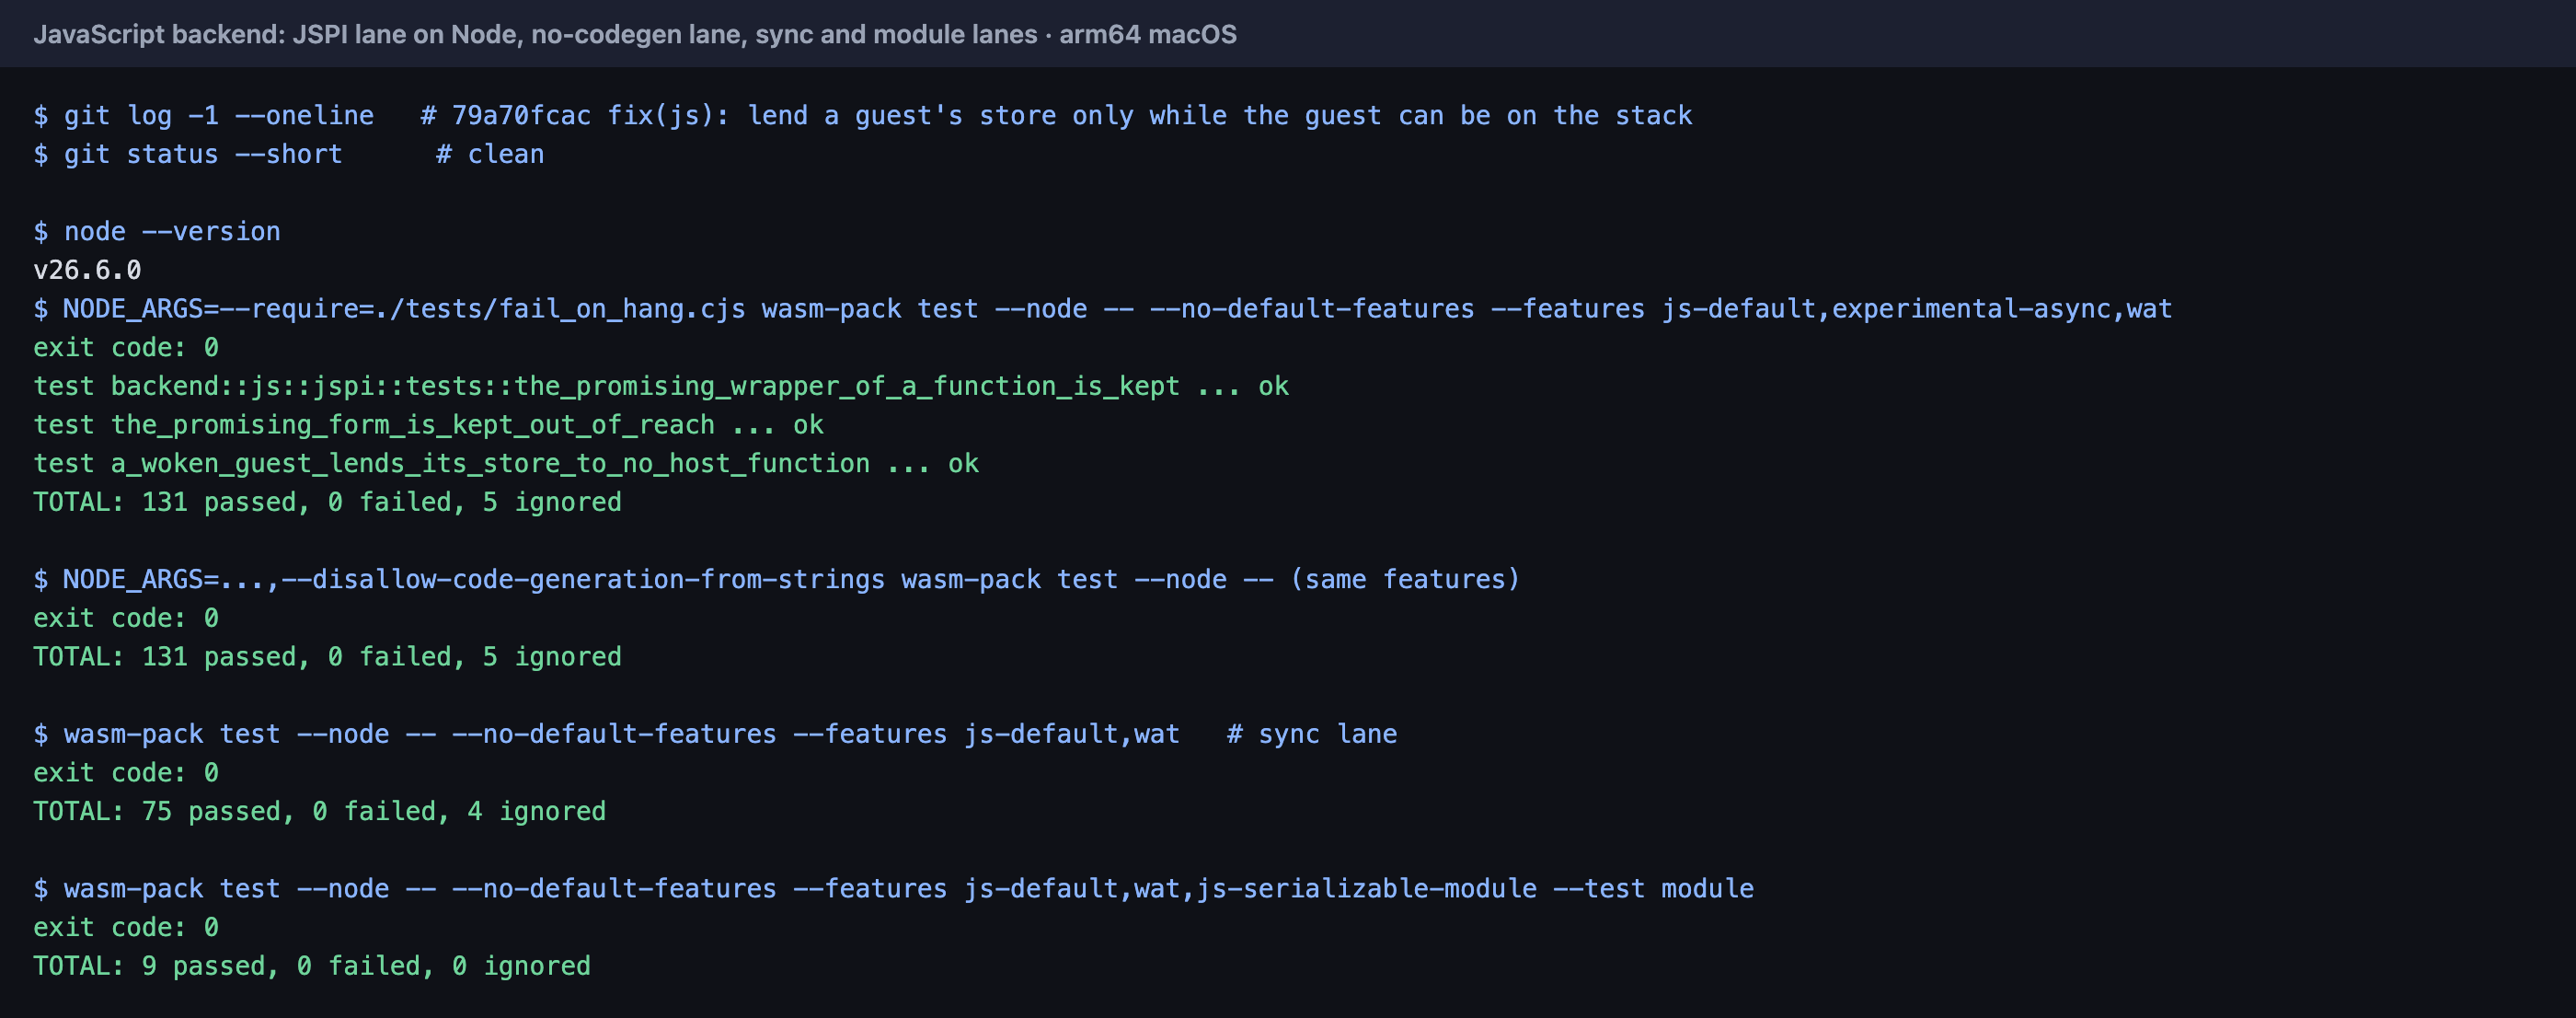 JavaScript backend: JSPI lane on Node, no-codegen lane, sync and module lanes · arm64 macOS
$ git log -1 --oneline   # 79a70fcac fix(js): lend a guest's store only while the guest can be on the stack
$ git status --short      # clean
$ node --version
v26.6.0
$ NODE_ARGS=--require=./tests/fail_on_hang.cjs wasm-pack test --node -- --no-default-features --features js-default,experimental-async,wat
exit code: 0
test backend::js::jspi::tests::the_promising_wrapper_of_a_function_is_kept ... ok
test the_promising_form_is_kept_out_of_reach ... ok
test a_woken_guest_lends_its_store_to_no_host_function ... ok
TOTAL: 131 passed, 0 failed, 5 ignored
$ NODE_ARGS=...,--disallow-code-generation-from-strings wasm-pack test --node -- (same features)
exit code: 0
TOTAL: 131 passed, 0 failed, 5 ignored
$ wasm-pack test --node -- --no-default-features --features js-default,wat   # sync lane
exit code: 0
TOTAL: 75 passed, 0 failed, 4 ignored
$ wasm-pack test --node -- --no-default-features --features js-default,wat,js-serializable-module --test module
exit code: 0
TOTAL: 9 passed, 0 failed, 0 ignored